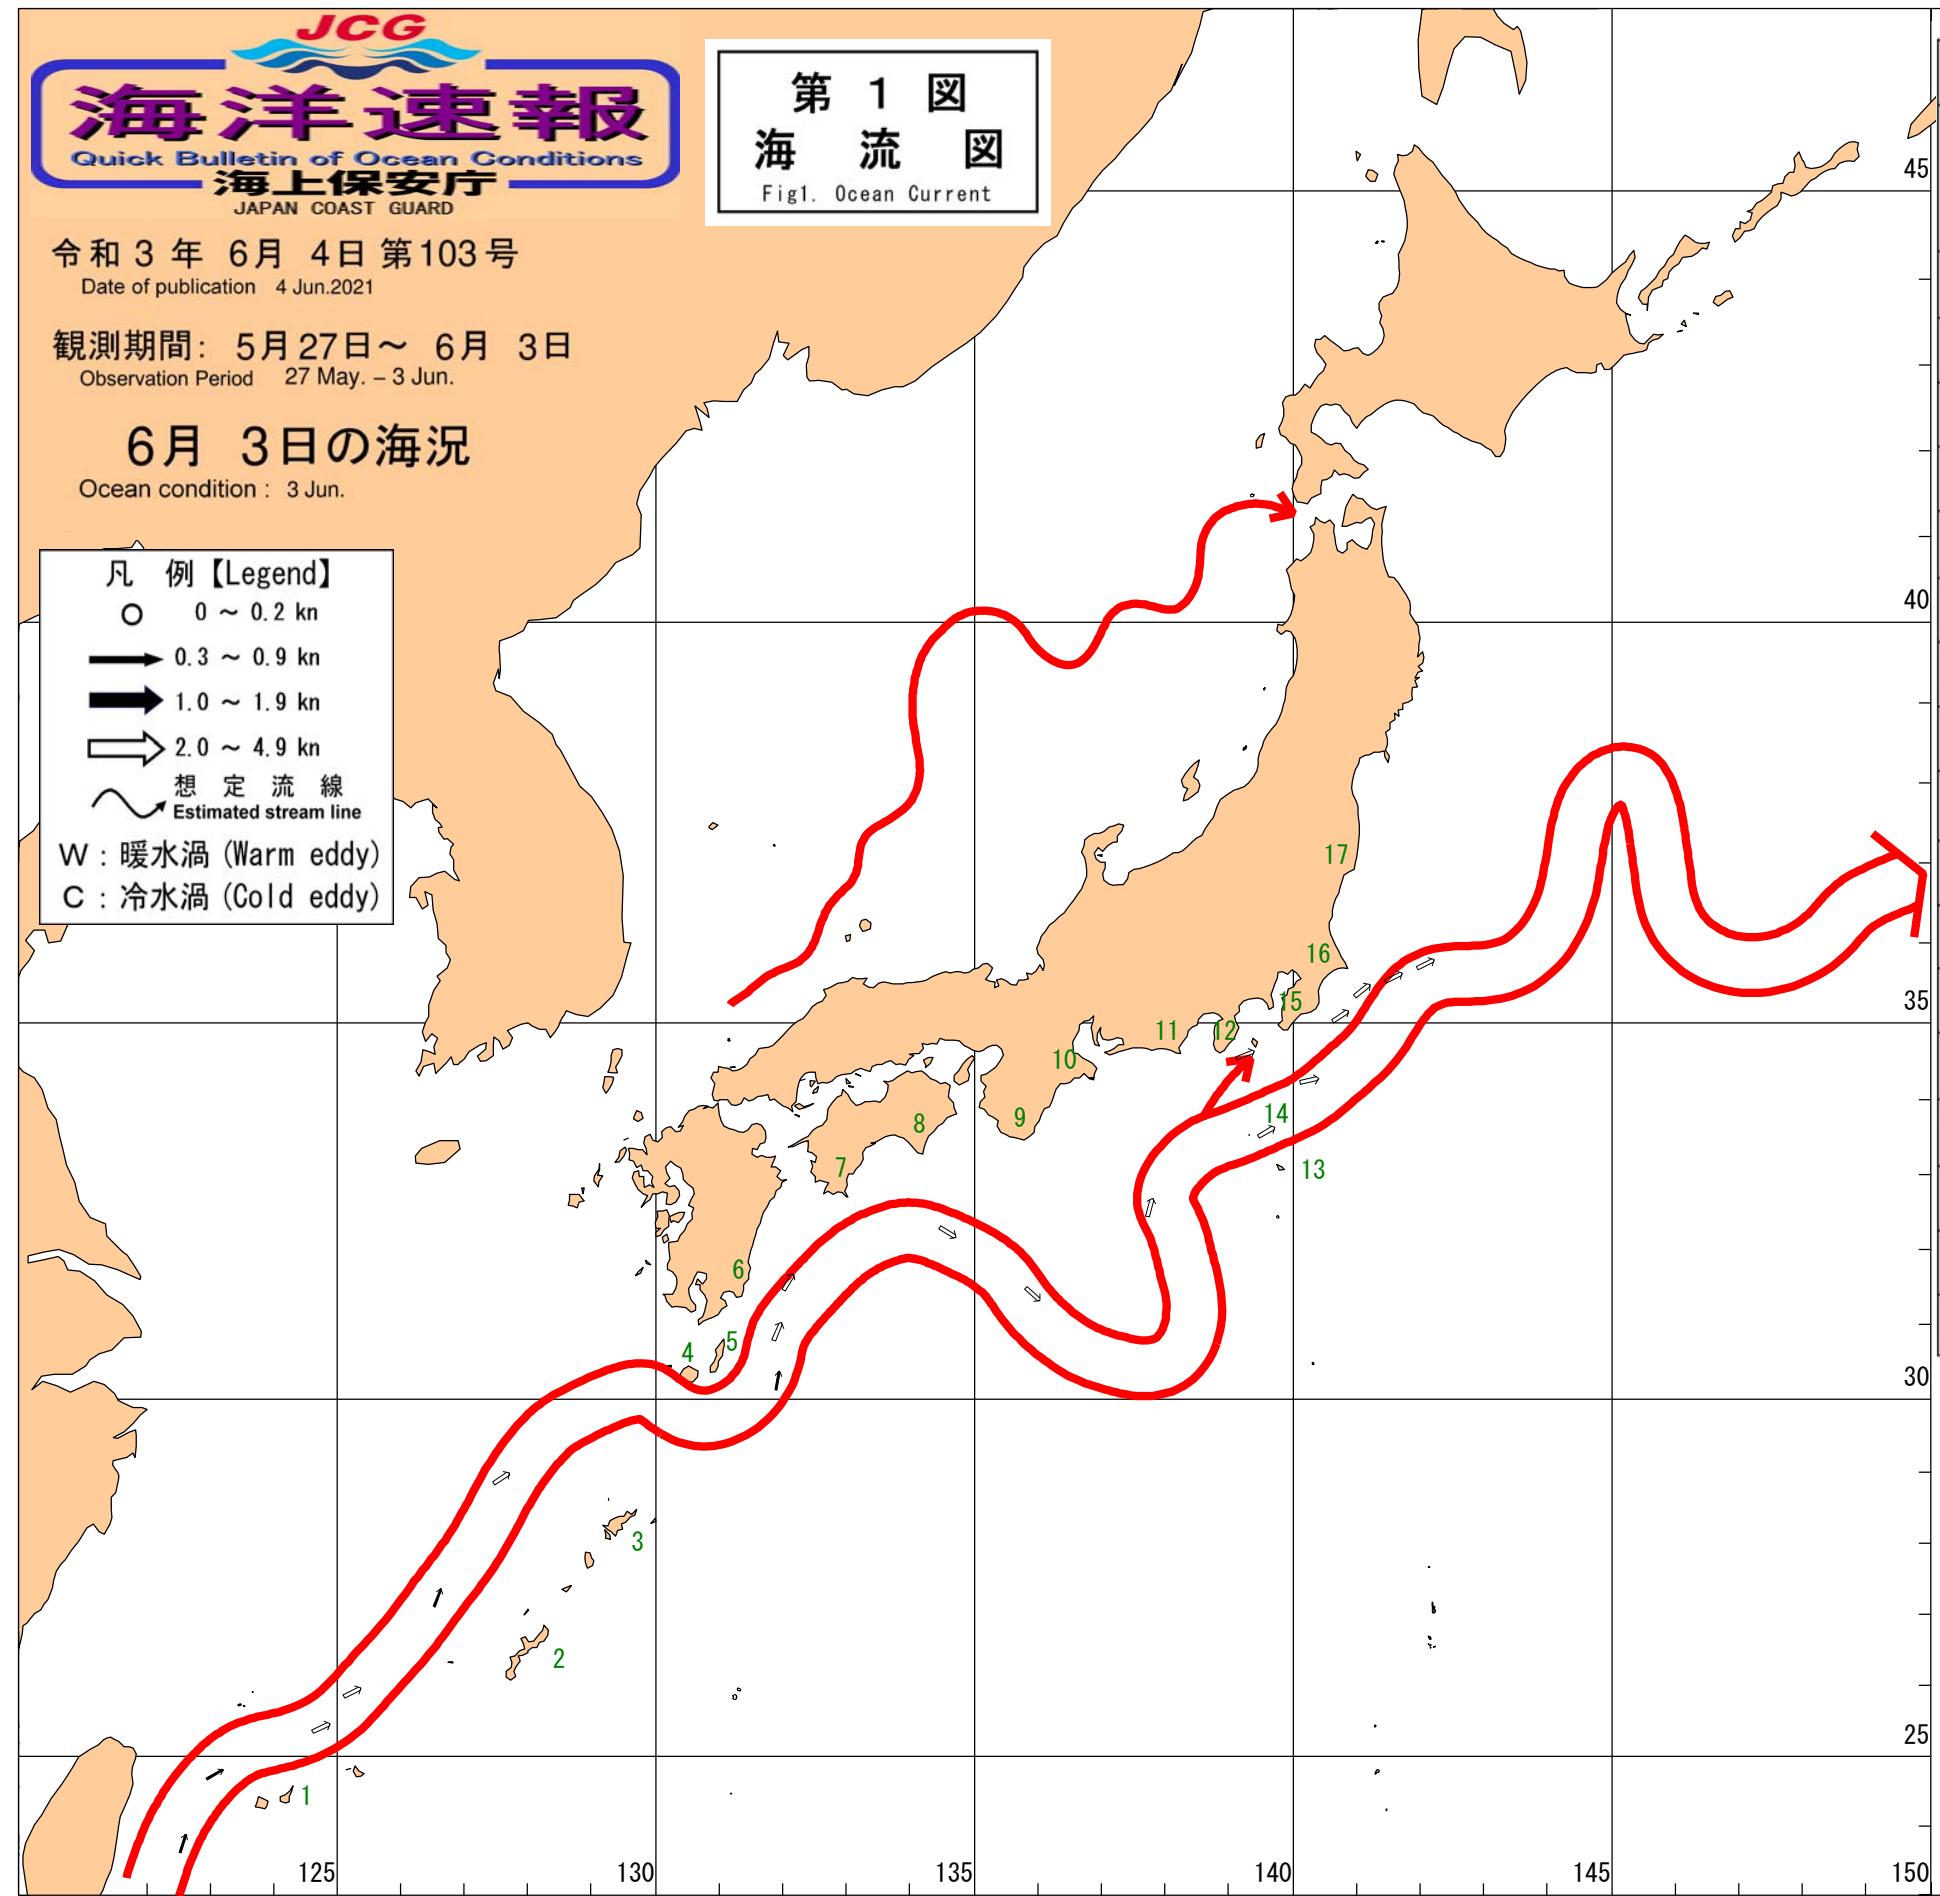 JCG
海洋速報
Quick Bulletin of Ocean Conditions
海上保安庁
JAPAN COAST GUARD
第 1 図
海 流 図
Fig1. Ocean Current
令和 3 年 6月 4日 第103号
Date of publication 4 Jun.2021
観測期間: 5月27日～ 6月 3日
Observation Period 27 May. – 3 Jun.
6月 3日の海況
Ocean condition : 3 Jun.
凡 例【Legend】
0 ～ 0.2 kn
0.3 ～ 0.9 kn
1.0 ～ 1.9 kn
2.0 ～ 4.9 kn
想 定 流 線
Estimated stream line
W : 暖水渦 (Warm eddy)
C : 冷水渦 (Cold eddy)
45
40
17
16
35
15
12
11
10
14
9
8
13
7
6
5
4
30
3
2
25
1
125
130
135
140
145
150